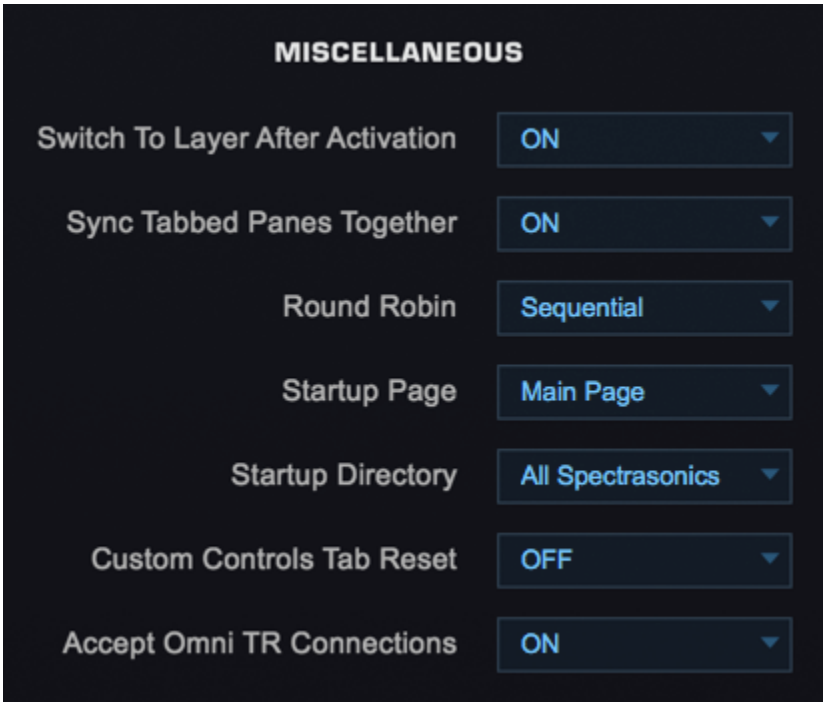 MISCELLANEOUS
Switch To Layer After Activation ON
Sync Tabbed Panes Together ON
Round Robin Sequential
Startup Page Main Page
Startup Directory All Spectrasonics
Custom Controls Tab Reset OFF
Accept Omni TR Connections ON